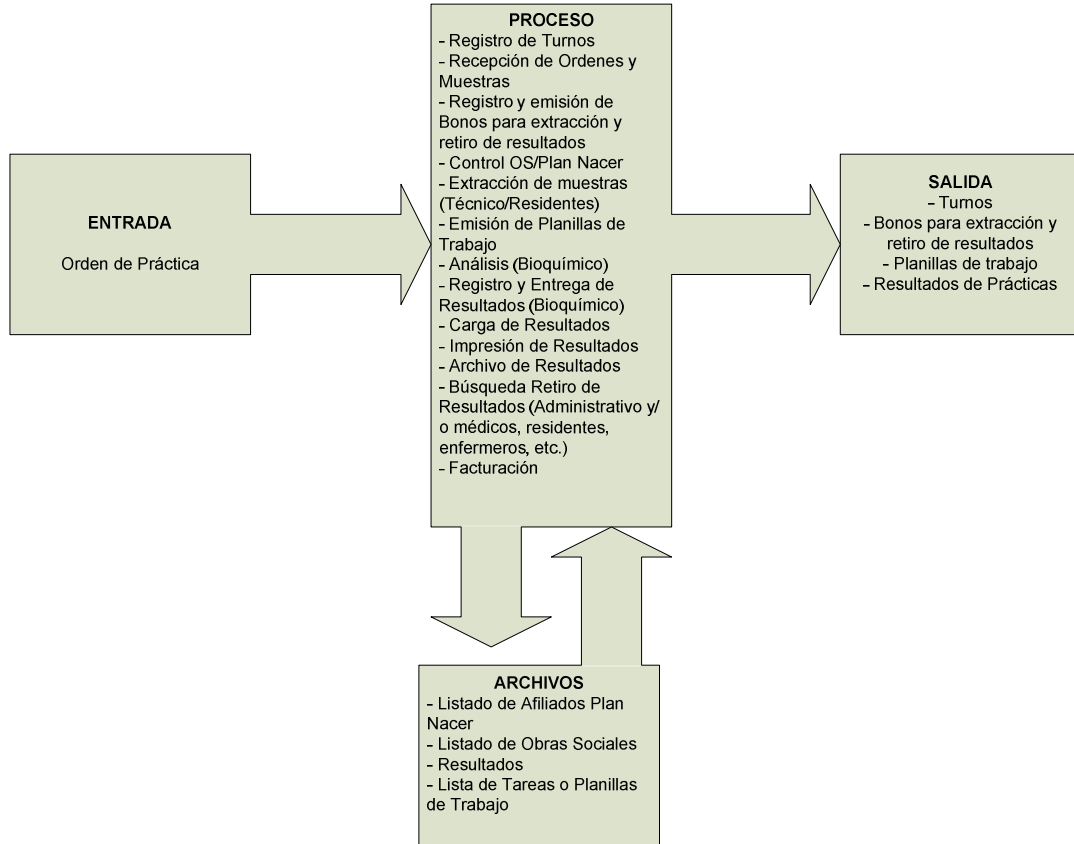 ENTRADA
Orden de Práctica
PROCESO
- Registro de Turnos
- Recepción de Ordenes y
Muestras
- Registro y emisión de
Bonos para extracción y
retiro de resultados
- Control OS/Plan Nacer
- Extracción de muestras
(Técnico/Residentes)
- Emisión de Planillas de
Trabajo
- Análisis (Bioquímico)
- Registro y Entrega de
Resultados (Bioquímico)
- Carga de Resultados
- Impresión de Resultados
- Archivo de Resultados
- Búsqueda Retiro de
Resultados (Administrativo y/
o médicos, residentes,
enfermeros, etc.)
- Facturación
SALIDA
- Turnos
- Bonos para extracción y
retiro de resultados
- Planillas de trabajo
- Resultados de Prácticas
ARCHIVOS
- Listado de Afiliados Plan
Nacer
- Listado de Obras Sociales
- Resultados
- Lista de Tareas o Planillas
de Trabajo